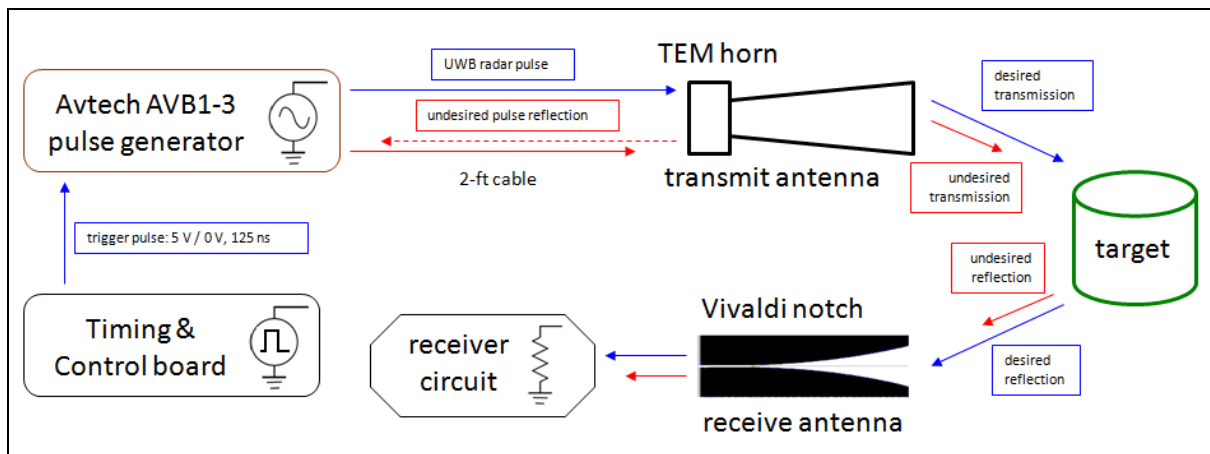 UWB radar pulse
TEM horn
desired
transmission
Avtech AVB1-3
pulse generator
undesired pulse reflection
2-ft cable
transmit antenna
undesired
transmission
trigger pulse: 5 V / 0 V, 125 ns
target
undesired
reflection
Timing &
Control board
receiver
circuit
Vivaldi notch
desired
reflection
receive antenna